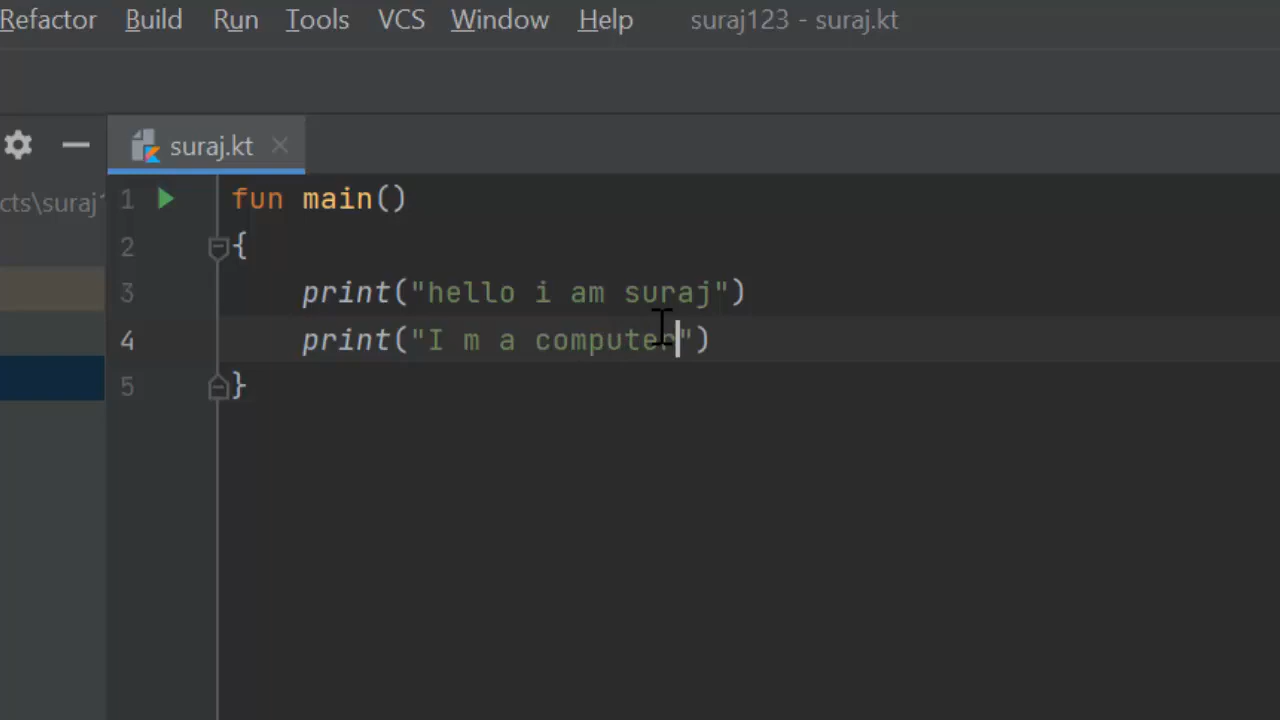 Refactor Build Run Tools VCS Window Help suraj123 - suraj.kt
suraj.kt
cts\suraj1
1 fun main()
2 {
3 print("hello i am suraj")
4 print("I m a computer")
5 }